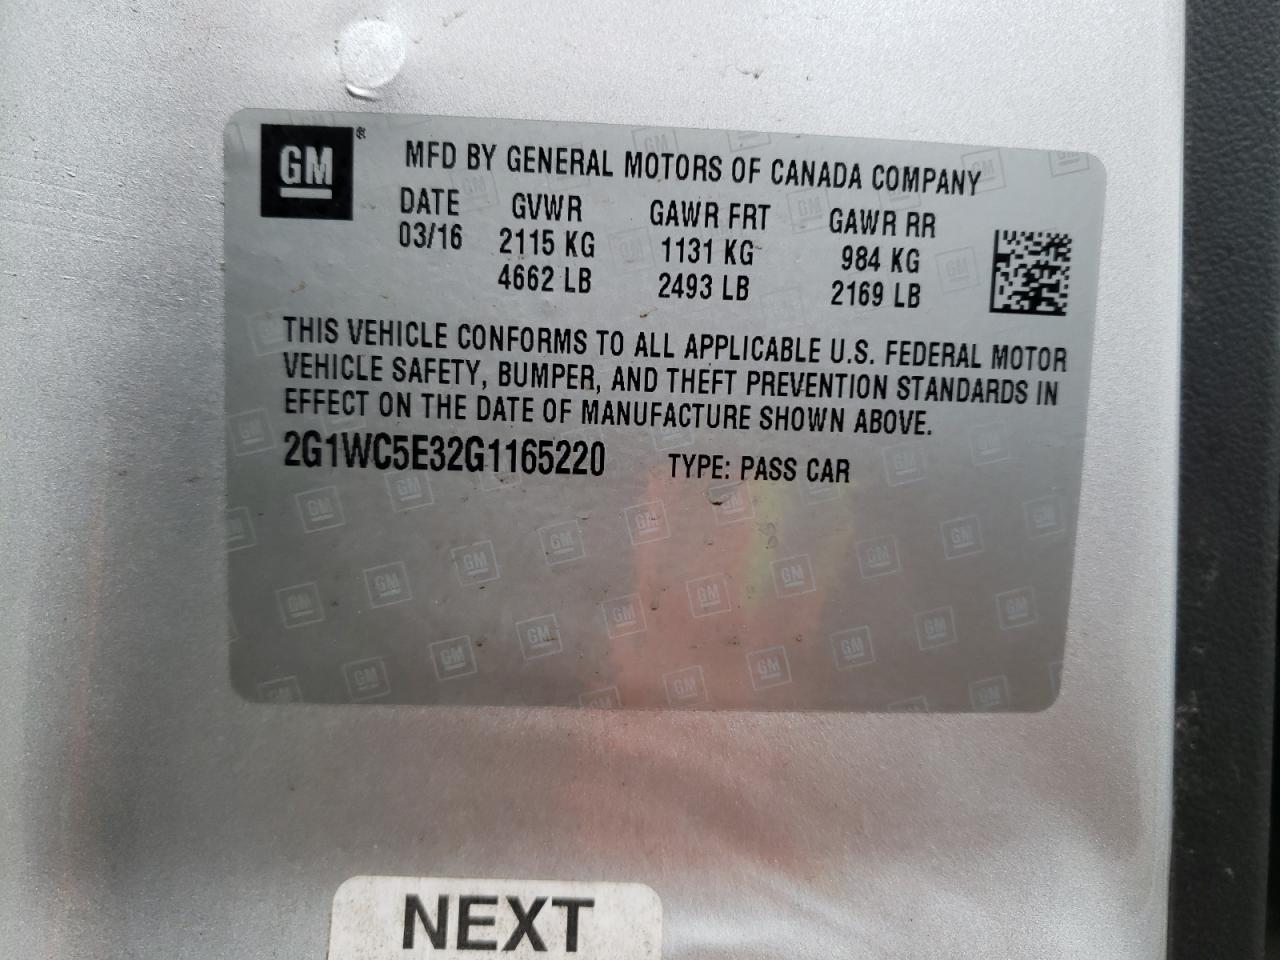 GM®
MFD BY GENERAL MOTORS OF CANADA COMPANY
DATE GVWR GAWR FRT GAWR RR
03/16 2115 KG 1131 KG 984 KG
4662 LB 2493 LB 2169 LB
THIS VEHICLE CONFORMS TO ALL APPLICABLE U.S. FEDERAL MOTOR
VEHICLE SAFETY, BUMPER, AND THEFT PREVENTION STANDARDS IN
EFFECT ON THE DATE OF MANUFACTURE SHOWN ABOVE.
2G1WC5E32G1165220 TYPE: PASS CAR
NEXT